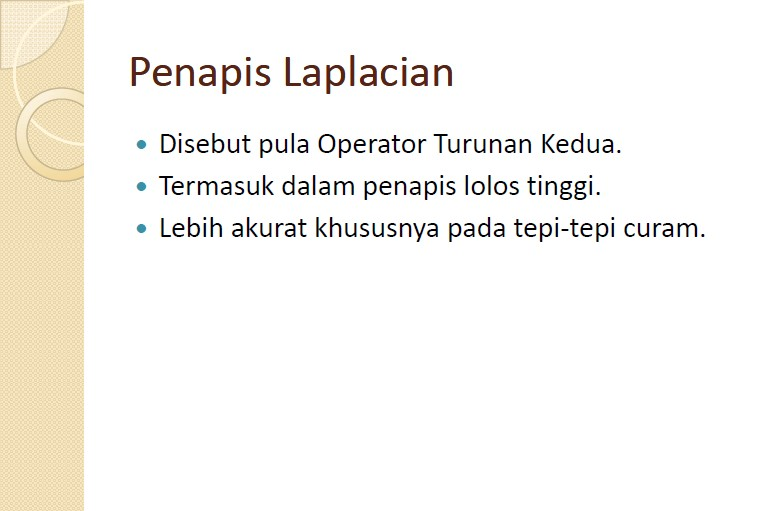 Penapis Laplacian
• Disebut pula Operator Turunan Kedua.
• Termasuk dalam penapis lolos tinggi.
• Lebih akurat khususnya pada tepi-tepi curam.